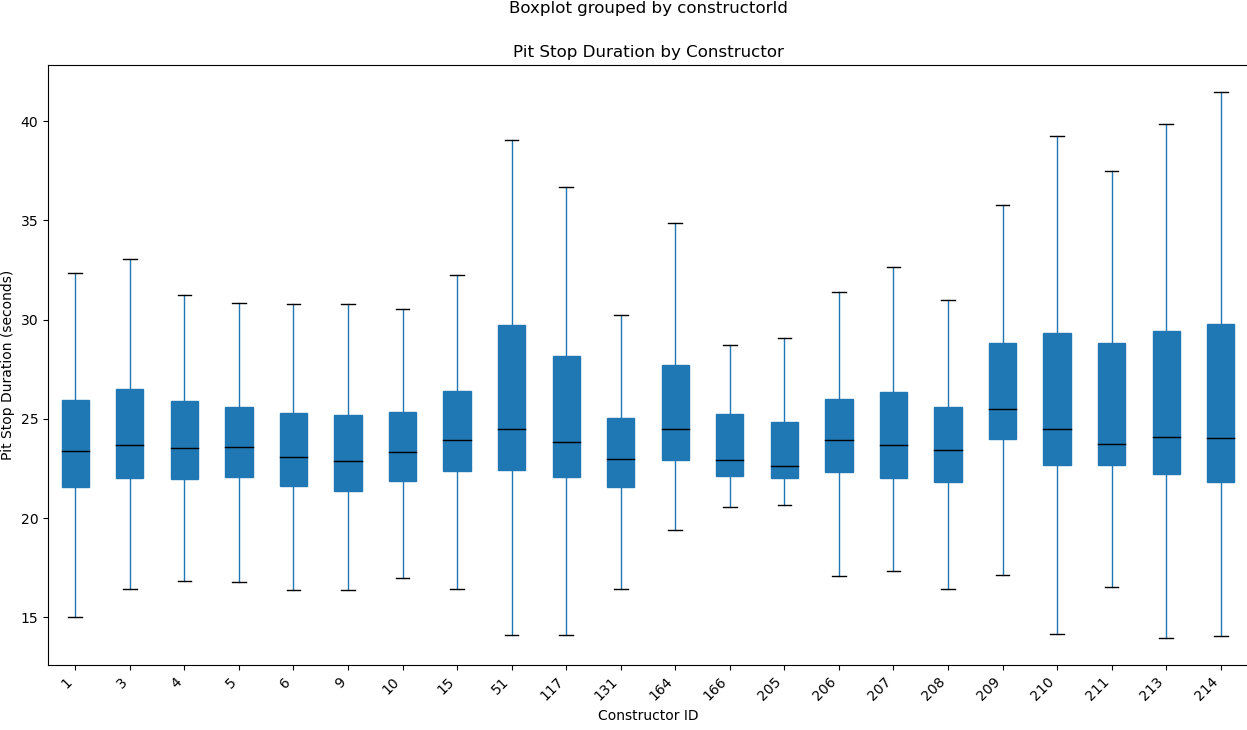 Boxplot grouped by constructorId
Pit Stop Duration by Constructor
Pit Stop Duration (seconds)
40
35
30
25
20
15
1 3 4 5 6 9 10 15 51 117 131 164 166 205 206 207 208 209 210 211 213 214
Constructor ID